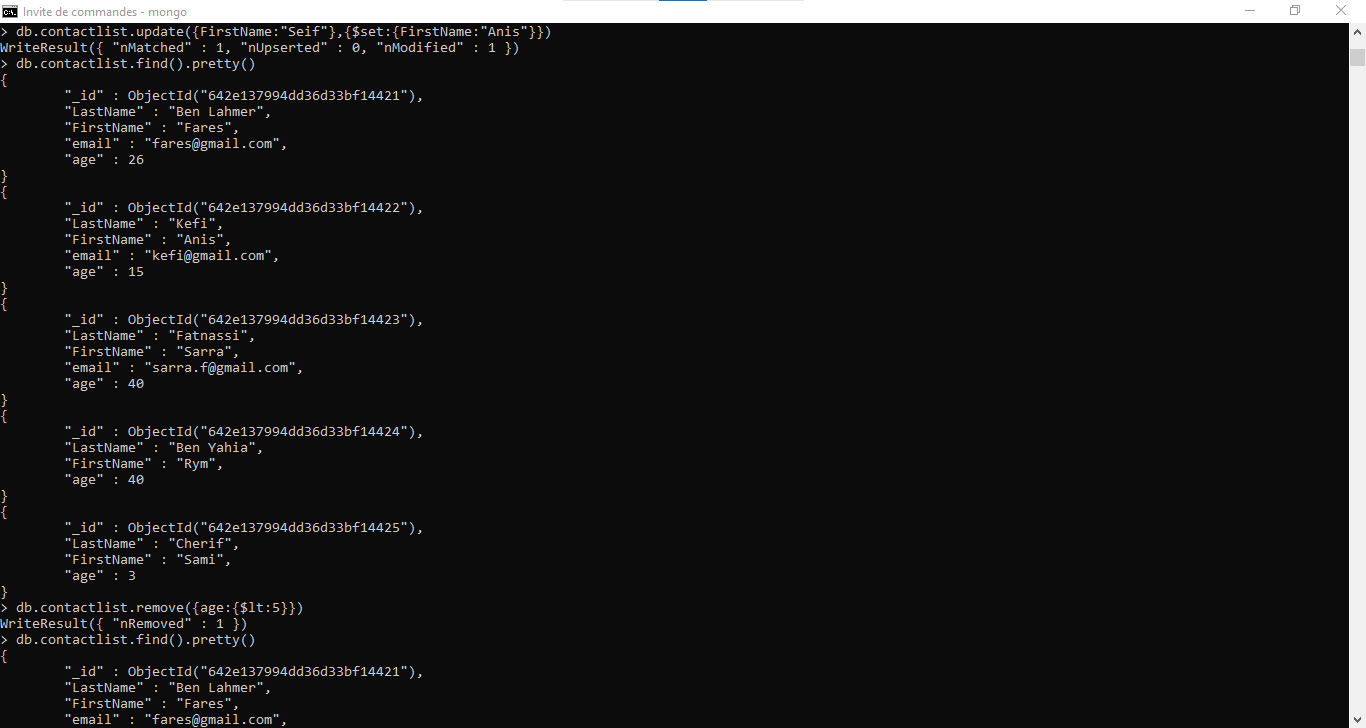 Invite de commandes - mongo
> db.contactlist.update({FirstName:"Seif"},{$set:{FirstName:"Anis"}})
WriteResult({ "nMatched" : 1, "nUpserted" : 0, "nModified" : 1 })
> db.contactlist.find().pretty()
{
        "_id" : ObjectId("642e137994dd36d33bf14421"),
        "LastName" : "Ben Lahmer",
        "FirstName" : "Fares",
        "email" : "fares@gmail.com",
        "age" : 26
}
{
        "_id" : ObjectId("642e137994dd36d33bf14422"),
        "LastName" : "Kefi",
        "FirstName" : "Anis",
        "email" : "kefi@gmail.com",
        "age" : 15
}
{
        "_id" : ObjectId("642e137994dd36d33bf14423"),
        "LastName" : "Fatnassi",
        "FirstName" : "Sarra",
        "email" : "sarra.f@gmail.com",
        "age" : 40
}
{
        "_id" : ObjectId("642e137994dd36d33bf14424"),
        "LastName" : "Ben Yahia",
        "FirstName" : "Rym",
        "age" : 40
}
{
        "_id" : ObjectId("642e137994dd36d33bf14425"),
        "LastName" : "Cherif",
        "FirstName" : "Sami",
        "age" : 3
}
> db.contactlist.remove({age:{$lt:5}})
WriteResult({ "nRemoved" : 1 })
> db.contactlist.find().pretty()
{
        "_id" : ObjectId("642e137994dd36d33bf14421"),
        "LastName" : "Ben Lahmer",
        "FirstName" : "Fares",
        "email" : "fares@gmail.com",